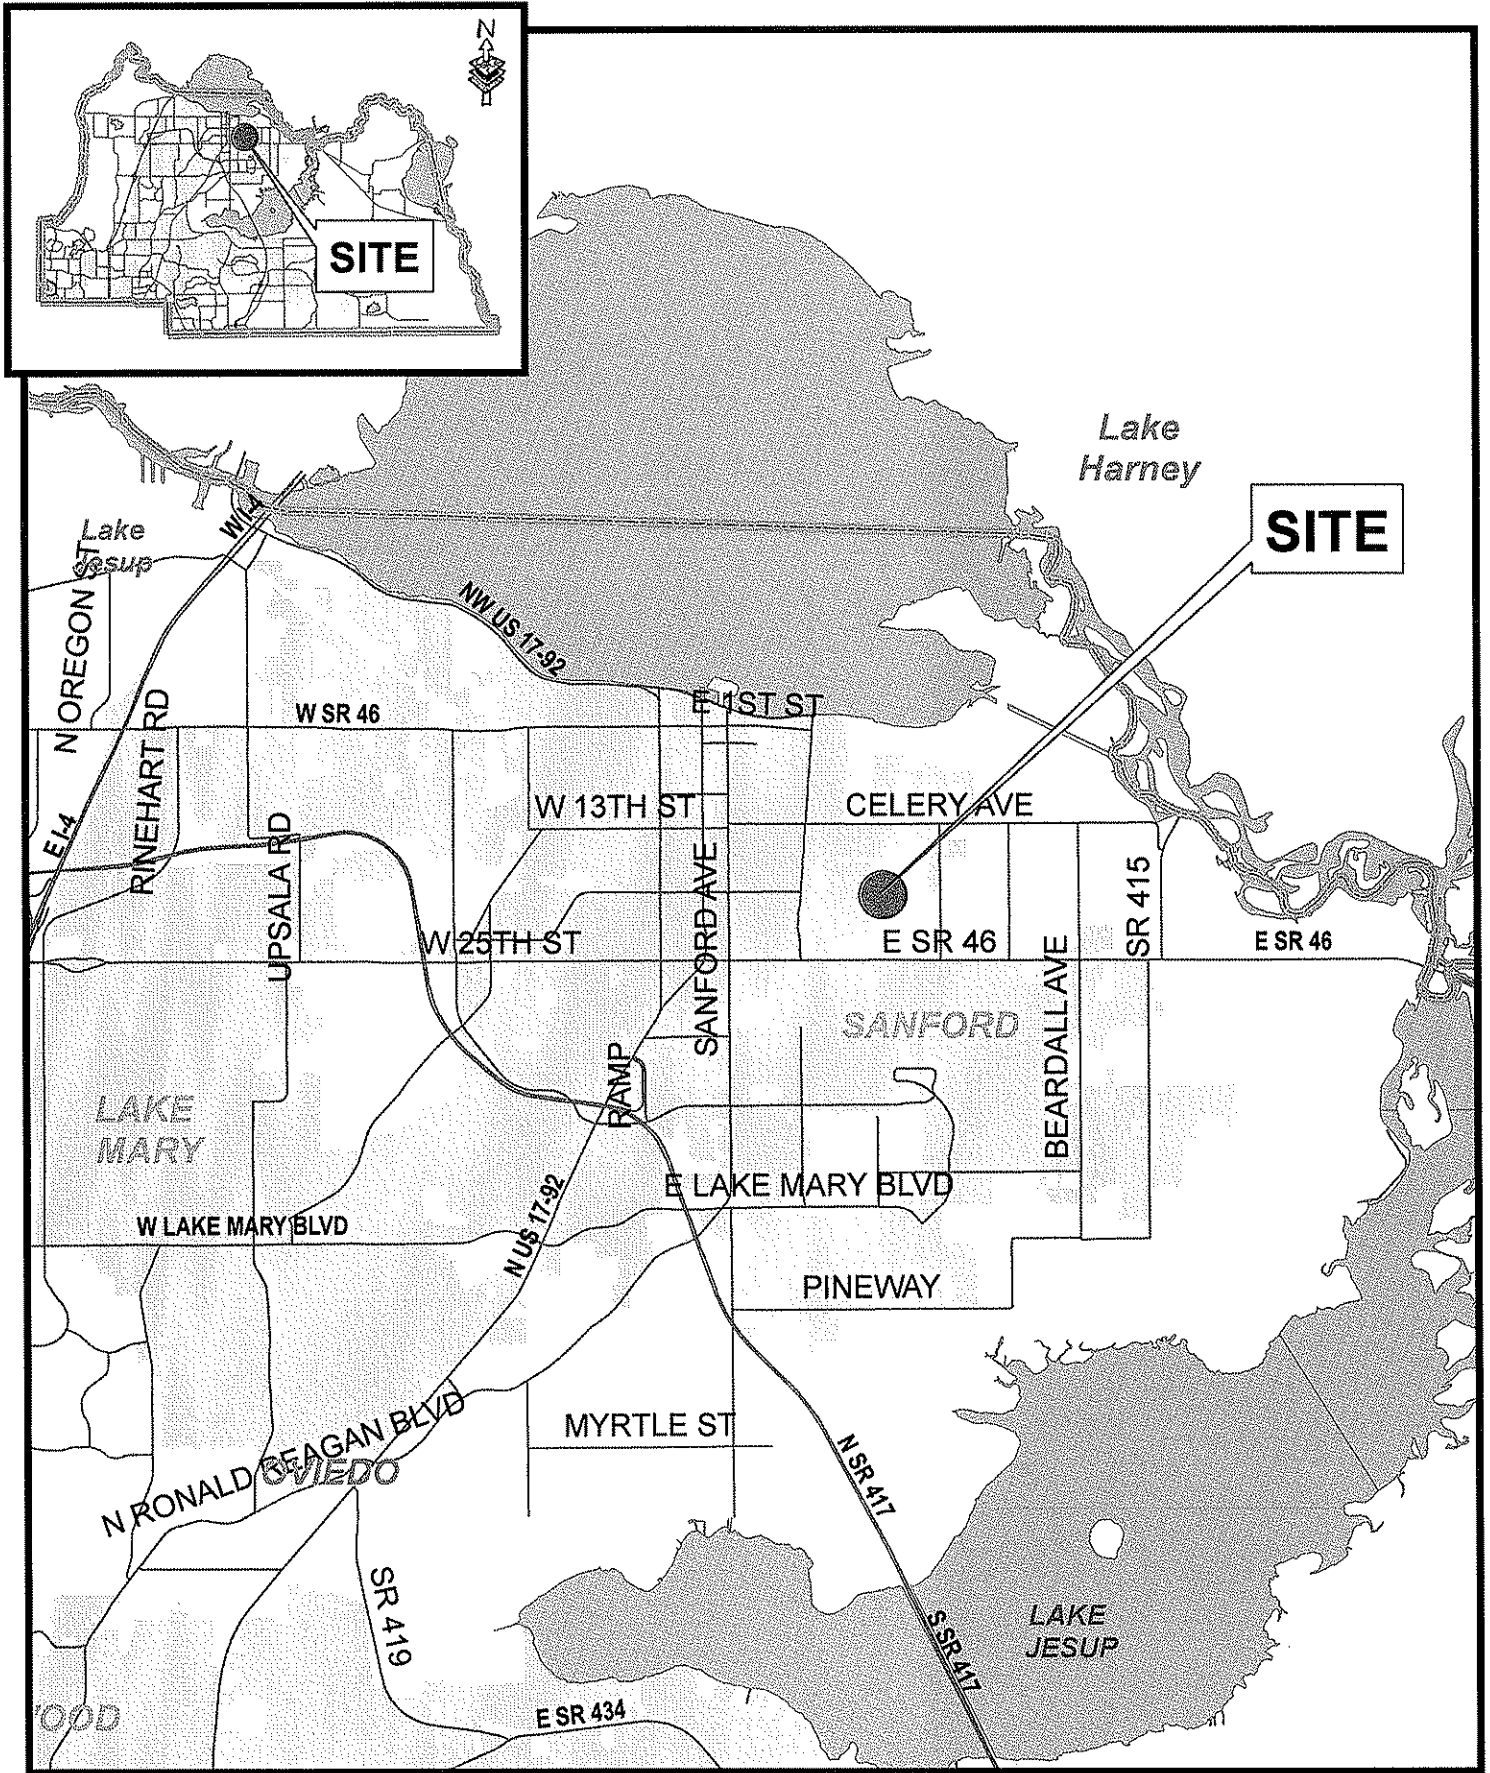 N
SITE
Lake
Harney
SITE
W I-4
Lake
Jesup
N OREGON ST
NW US 17-92
E 1ST ST
W SR 46
RINEHART RD
W 13TH ST
CELERY AVE
E I-4
UPSALA RD
SANFORD AVE
SR 415
W 25TH ST
E SR 46
E SR 46
BEARDALL AVE
SANFORD
RAMP
LAKE
MARY
E LAKE MARY BLVD
W LAKE MARY BLVD
N US 17-92
PINEWAY
N RONALD REAGAN BLVD
MYRTLE ST
OVIEDO
N SR 417
SR 419
S SR 417
LAKE
JESUP
E SR 434
OOD